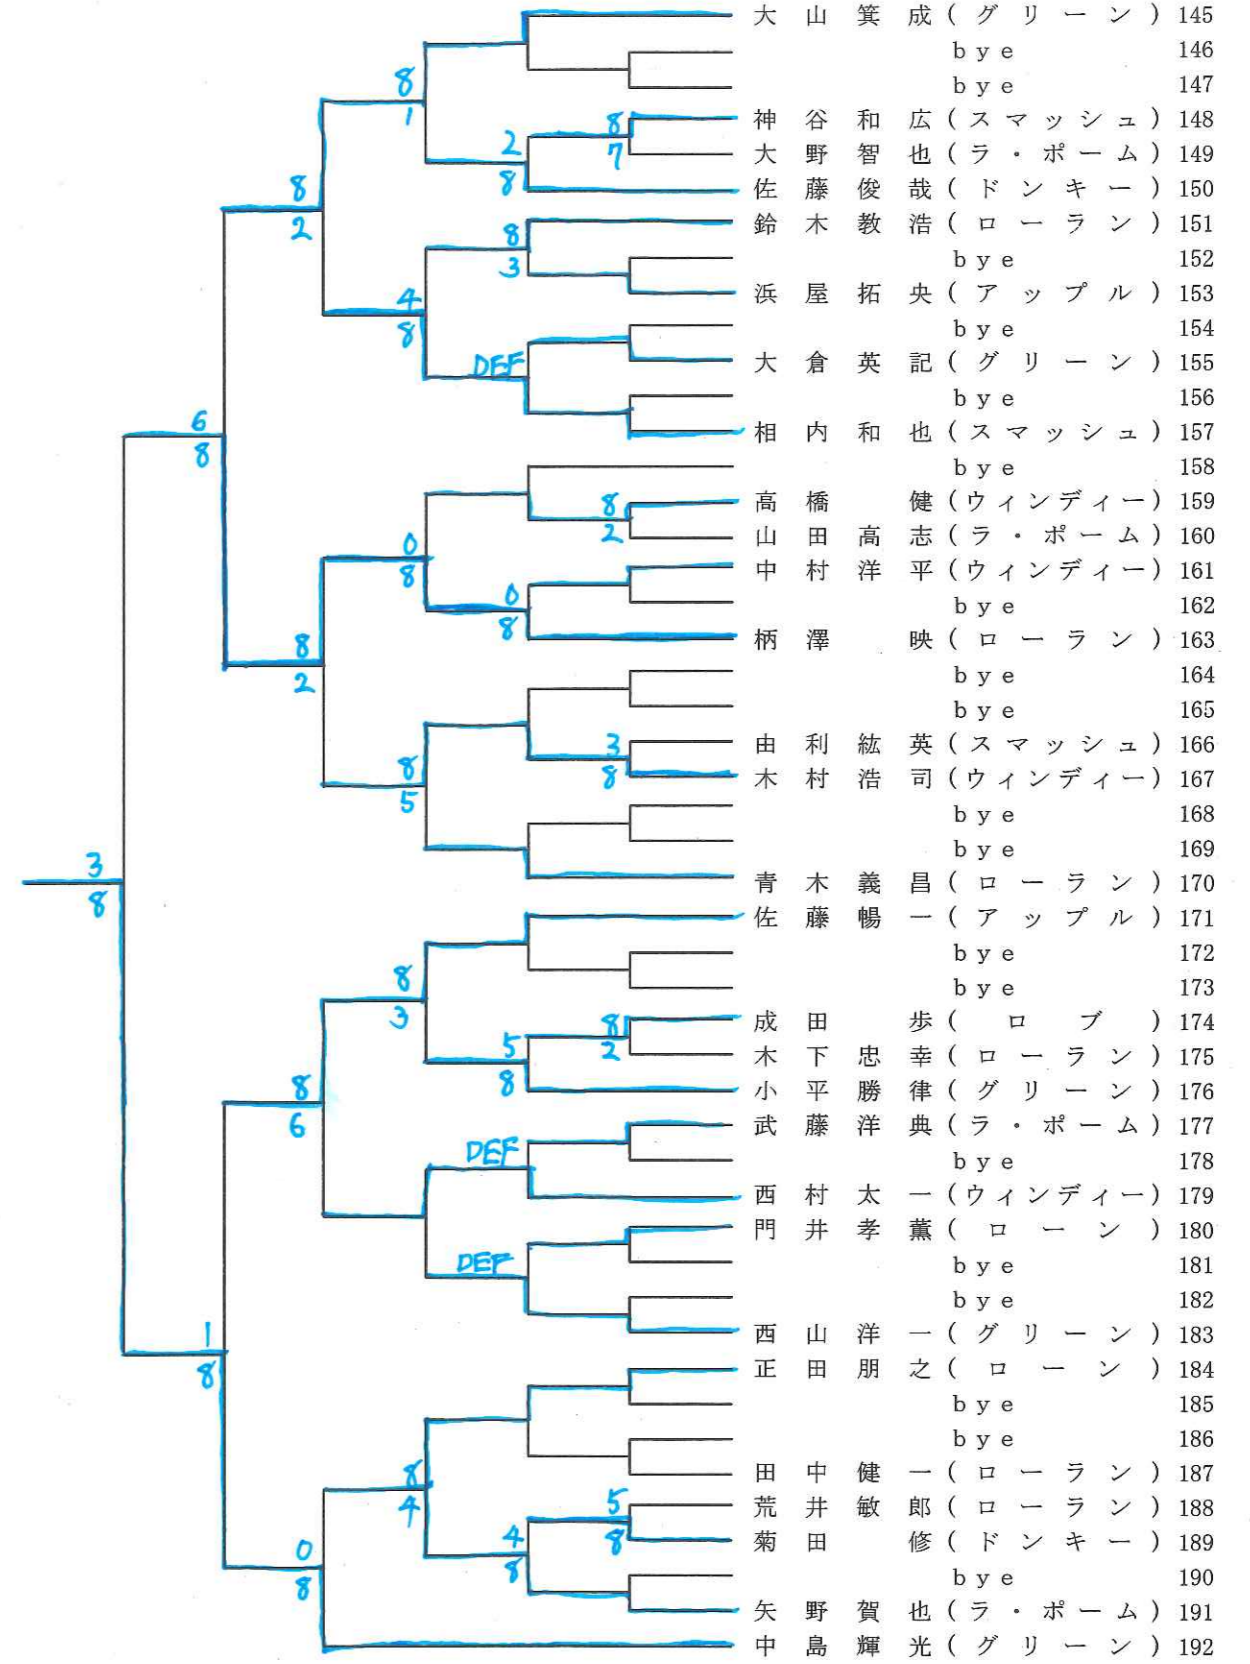 大山箕成(グリーン) 145
bye 146
8 bye 147
1 8 神谷和広(スマッシュ) 148
2 7 大野智也(ラ・ポーム) 149
8 8 佐藤俊哉(ドンキー) 150
2 8 鈴木教浩(ローラン) 151
3 bye 152
4 浜屋拓央(アップル) 153
8 bye 154
DEF 大倉英記(グリーン) 155
bye 156
6 相内和也(スマッシュ) 157
8 bye 158
8 高橋健(ウィンディー) 159
0 2 山田高志(ラ・ポーム) 160
8 中村洋平(ウィンディー) 161
0 bye 162
8 8 柄澤映(ローラン) 163
2 bye 164
bye 165
3 由利紘英(スマッシュ) 166
8 8 木村浩司(ウィンディー) 167
5 bye 168
3 bye 169
8 青木義昌(ローラン) 170
佐藤暢一(アップル) 171
bye 172
8 bye 173
3 8 成田歩(ロブ) 174
5 2 木下忠幸(ローラン) 175
8 8 小平勝律(グリーン) 176
6 武藤洋典(ラ・ポーム) 177
DEF bye 178
西村太一(ウィンディー) 179
門井孝薫(ローン) 180
DEF bye 181
bye 182
1 西山洋一(グリーン) 183
8 正田朋之(ローン) 184
bye 185
bye 186
8 田中健一(ローラン) 187
4 5 荒井敏郎(ローラン) 188
4 8 菊田修(ドンキー) 189
0 8 bye 190
8 矢野賀也(ラ・ポーム) 191
中島輝光(グリーン) 192